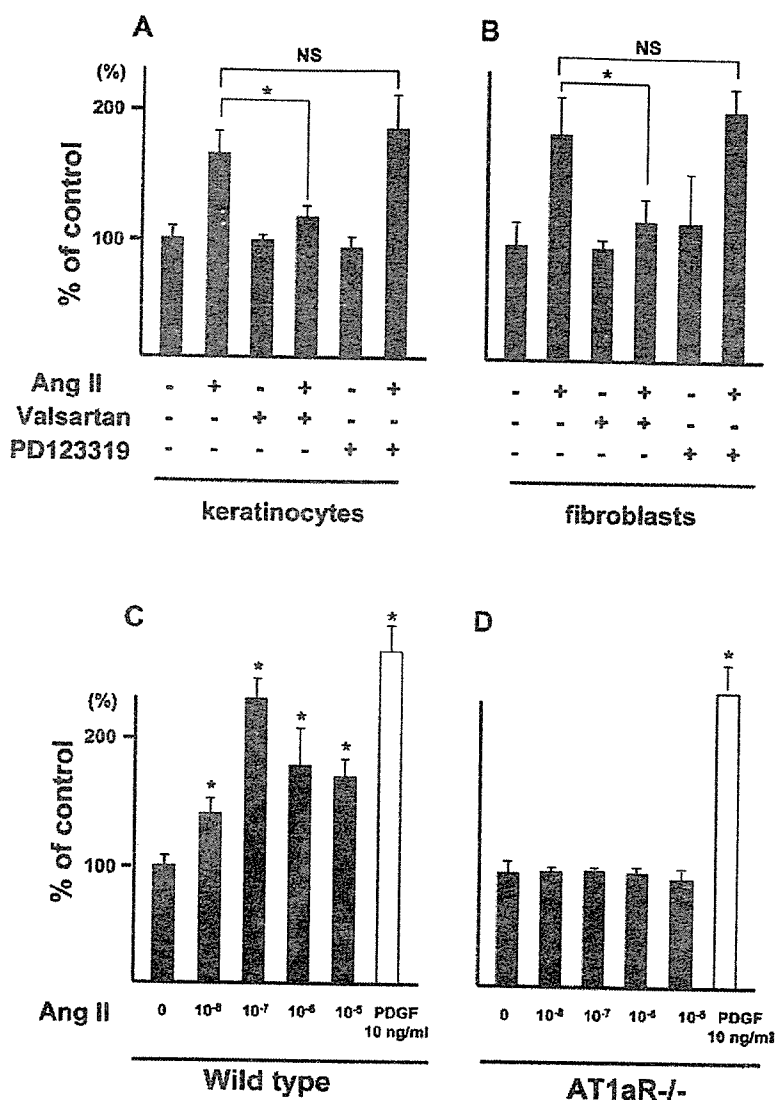 A
B
(%)
NS
NS
*
*
200
100
% of control
Ang II - + - + - +
- + - + - +
Valsartan - - + + - -
- - + + - -
PD123319 - - - - + +
- - - - + +
keratinocytes
fibroblasts
C
D
(%)
200
100
% of control
* * * * *
*
Ang II 0 10⁻⁸ 10⁻⁷ 10⁻⁶ 10⁻⁵ PDGF
10 ng/ml
0 10⁻⁸ 10⁻⁷ 10⁻⁶ 10⁻⁵ PDGF
10 ng/ml
Wild type
AT1aR-/-